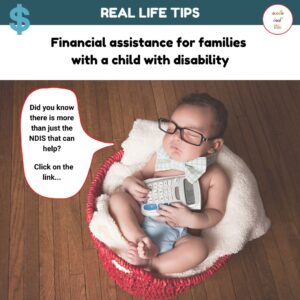 REAL LIFE TIPS
Financial assistance for families
with a child with disability
Did you know
there is more
than just the
NDIS that can
help?
Click on the
link...